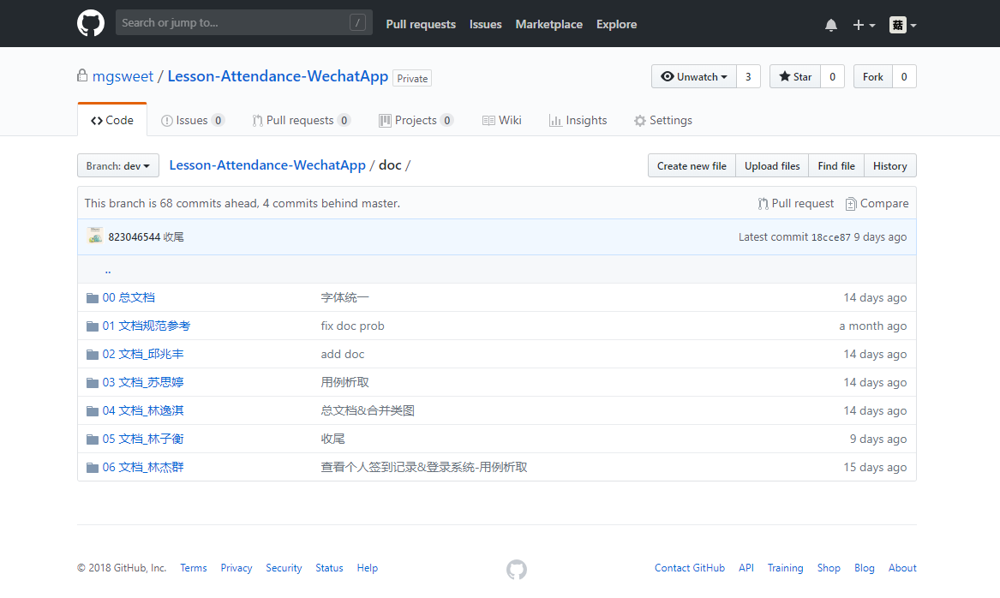 Search or jump to... / Pull requests Issues Marketplace Explore 菇
mgsweet / Lesson-Attendance-WechatApp Private Unwatch 3 Star 0 Fork 0
Code Issues 0 Pull requests 0 Projects 0 Wiki Insights Settings
Branch: dev Lesson-Attendance-WechatApp / doc / Create new file Upload files Find file History
This branch is 68 commits ahead, 4 commits behind master. Pull request Compare
823046544 收尾 Latest commit 18cce87 9 days ago
..
00 总文档 字体统一 14 days ago
01 文档规范参考 fix doc prob a month ago
02 文档_邱兆丰 add doc 14 days ago
03 文档_苏思婷 用例析取 14 days ago
04 文档_林逸淇 总文档&合并类图 14 days ago
05 文档_林子衡 收尾 9 days ago
06 文档_林杰群 查看个人签到记录&登录系统-用例析取 15 days ago
© 2018 GitHub, Inc. Terms Privacy Security Status Help Contact GitHub API Training Shop Blog About